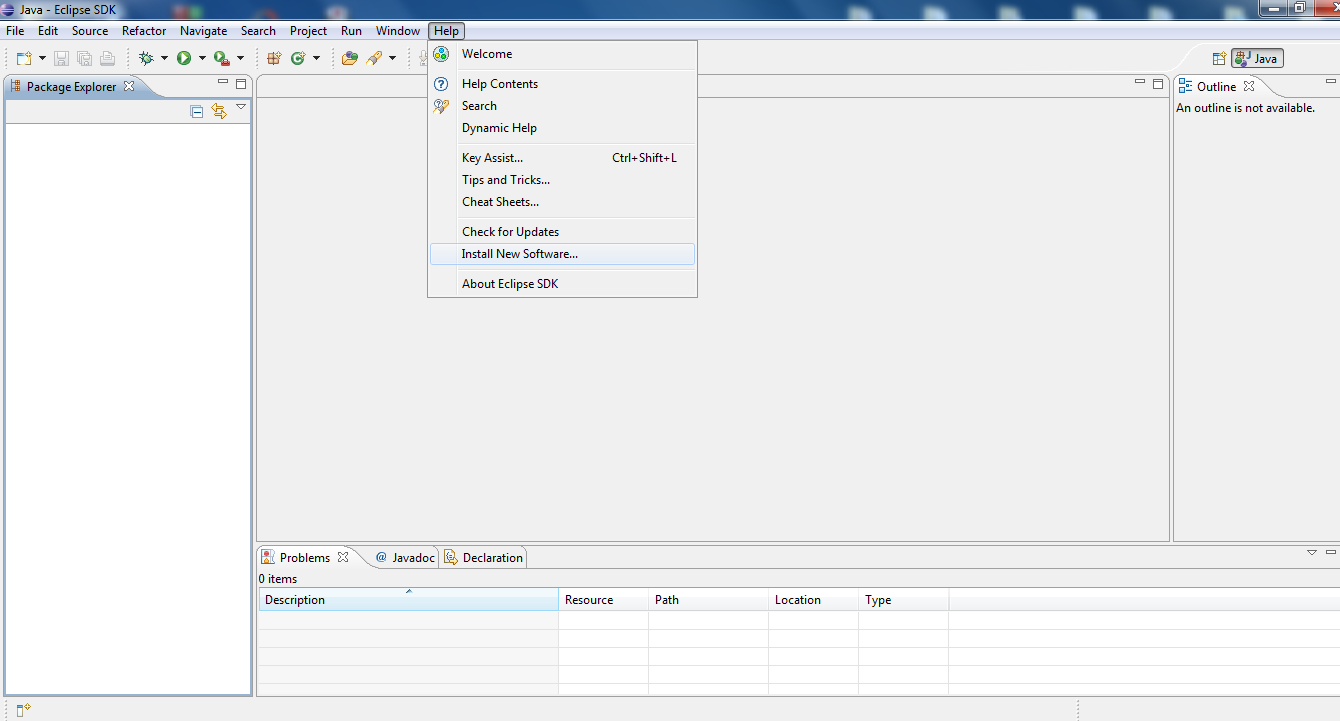 Java - Eclipse SDK
File Edit Source Refactor Navigate Search Project Run Window Help
Java
Package Explorer
Welcome
Help Contents
Search
Dynamic Help
Key Assist... Ctrl+Shift+L
Tips and Tricks...
Cheat Sheets...
Check for Updates
Install New Software...
About Eclipse SDK
Outline
An outline is not available.
Problems @ Javadoc Declaration
0 items
Description Resource Path Location Type